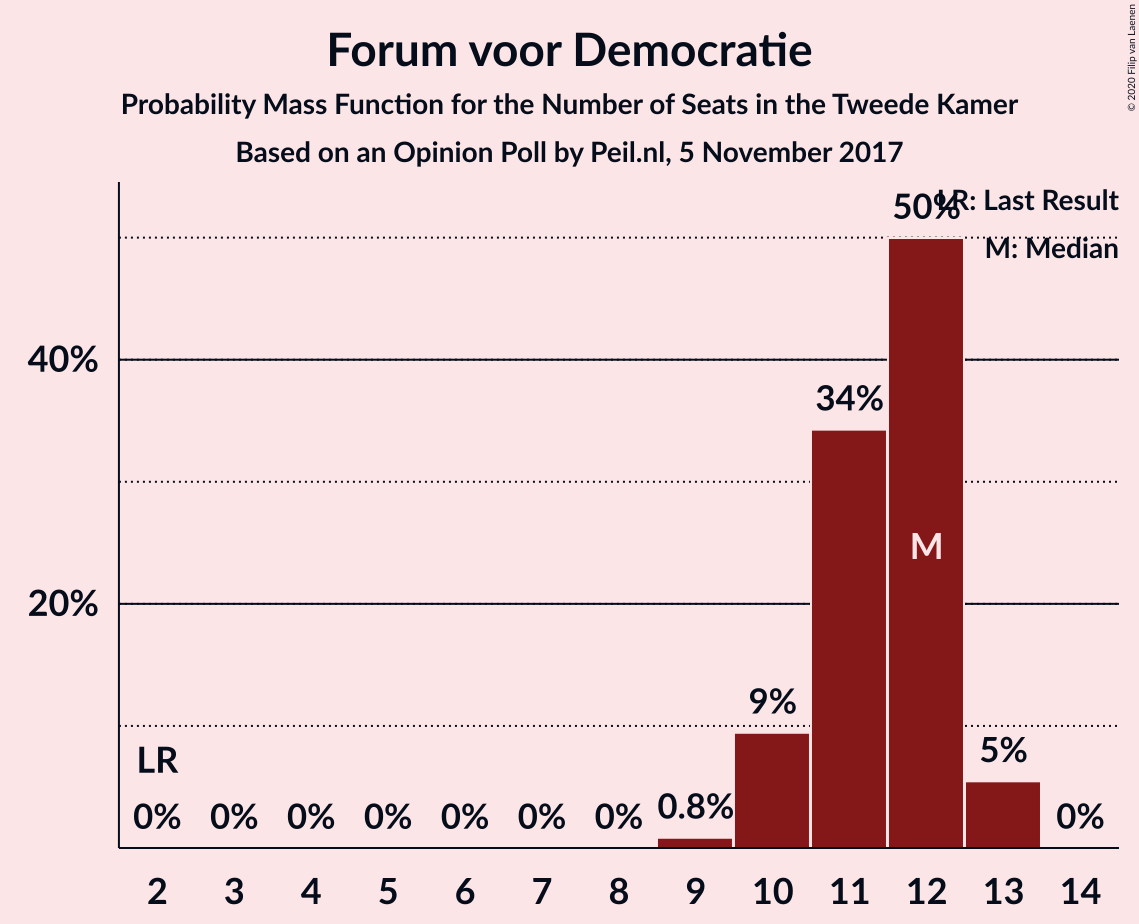 Forum voor Democratie
Probability Mass Function for the Number of Seats in the Tweede Kamer
Based on an Opinion Poll by Peil.nl, 5 November 2017
© 2020 Filip van Laenen
LR: Last Result
M: Median
50%
40%
34%
M
20%
9%
LR
5%
0% 0% 0% 0% 0% 0% 0% 0.8% 0%
2 3 4 5 6 7 8 9 10 11 12 13 14